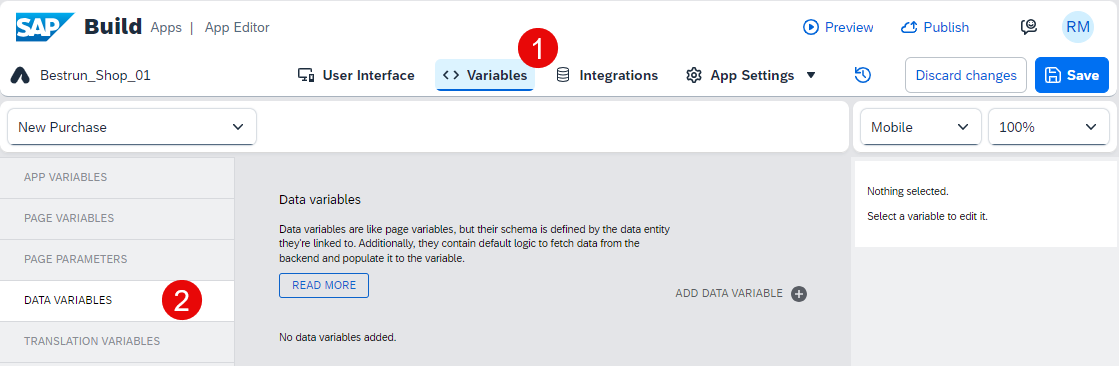 SAP Build Apps | App Editor Preview Publish RM
1
Bestrun_Shop_01 User Interface <> Variables Integrations App Settings Discard changes Save
New Purchase Mobile 100%
APP VARIABLES
PAGE VARIABLES
PAGE PARAMETERS
DATA VARIABLES 2
TRANSLATION VARIABLES
Data variables
Data variables are like page variables, but their schema is defined by the data entity
they're linked to. Additionally, they contain default logic to fetch data from the
backend and populate it to the variable.
READ MORE
ADD DATA VARIABLE
No data variables added.
Nothing selected.
Select a variable to edit it.